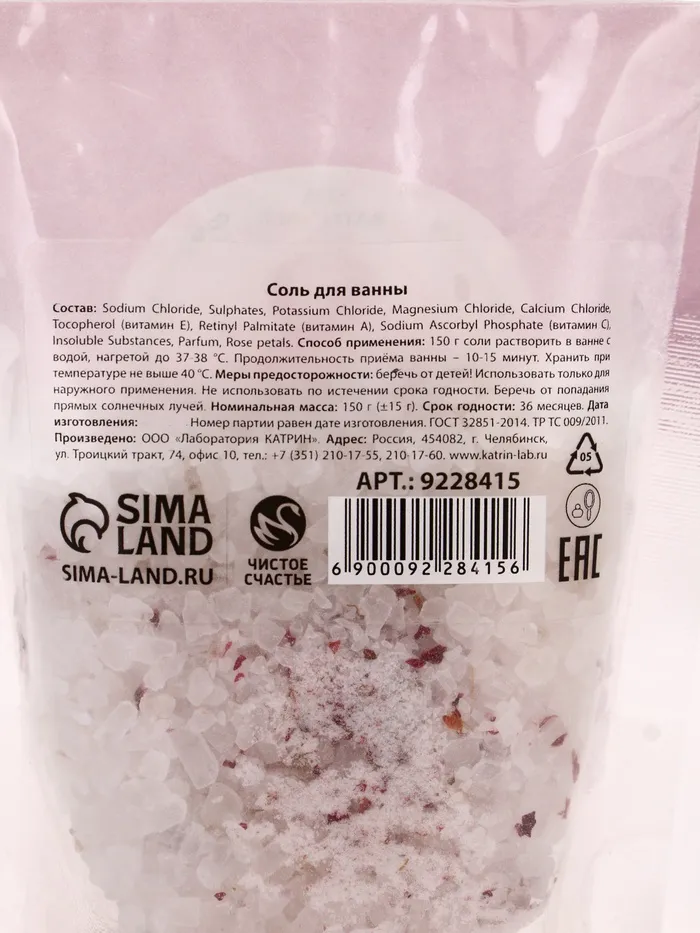 Соль для ванны
Состав: Sodium Chloride, Sulphates, Potassium Chloride, Magnesium Chloride, Calcium Chloride,
Tocopherol (витамин E), Retinyl Palmitate (витамин A), Sodium Ascorbyl Phosphate (витамин C),
Insoluble Substances, Parfum, Rose petals. Способ применения: 150 г соли растворить в ванне с
водой, нагретой до 37-38 °C. Продолжительность приёма ванны – 10-15 минут. Хранить при
температуре не выше 40 °C. Меры предосторожности: беречь от детей! Использовать только для
наружного применения. Не использовать по истечении срока годности. Беречь от попадания
прямых солнечных лучей. Номинальная масса: 150 г (±15 г). Срок годности: 36 месяцев. Дата
изготовления: Номер партии равен дате изготовления. ГОСТ 32851-2014. ТР ТС 009/2011.
Произведено: ООО «Лаборатория КАТРИН». Адрес: Россия, 454082, г. Челябинск,
ул. Троицкий тракт, 74, офис 10, тел.: +7 (351) 210-17-55, 210-17-60. www.katrin-lab.ru
05
АРТ.: 9228415
SIMA
LAND
SIMA-LAND.RU
ЧИСТОЕ
СЧАСТЬЕ
6 900092 284156
EAC